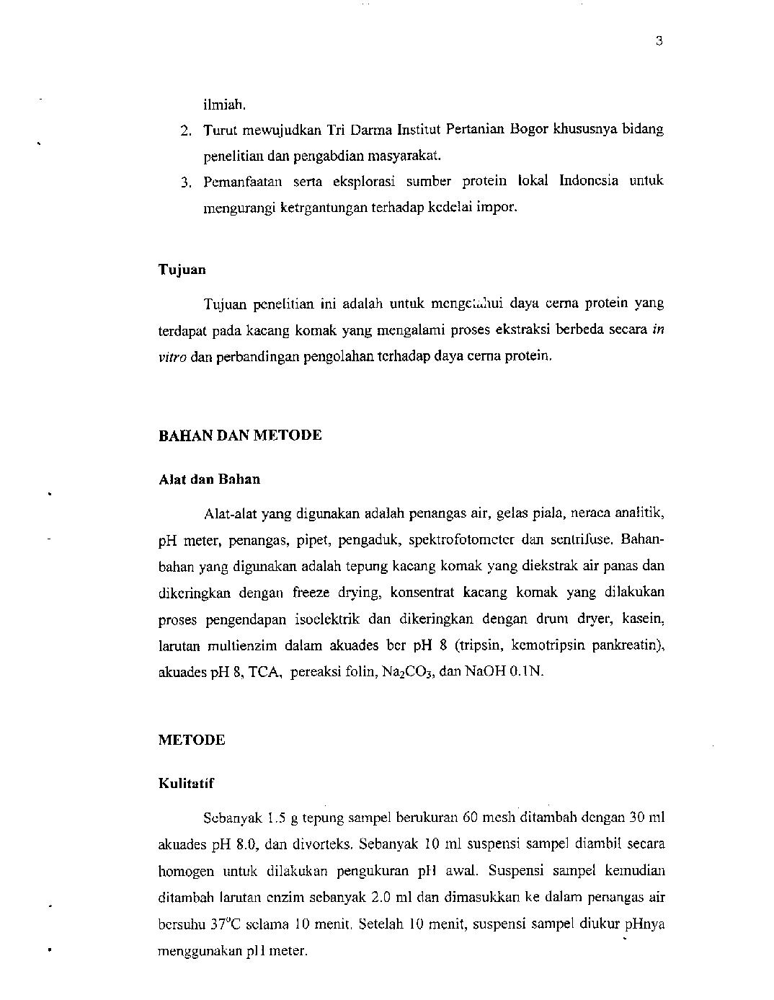 3
ilmiah.
2. Turut mewujudkan Tri Darma Institut Pertanian Bogor khususnya bidang
penelitian dan pengabdian masyarakat.
3. Pemanfaatan serta eksplorasi sumber protein lokal Indonesia untuk
mengurangi ketrgantungan terhadap kedelai impor.
Tujuan
Tujuan penelitian ini adalah untuk mengetahui daya cerna protein yang
terdapat pada kacang komak yang mengalami proses ekstraksi berbeda secara in
vitro dan perbandingan pengolahan terhadap daya cerna protein.
BAHAN DAN METODE
Alat dan Bahan
Alat-alat yang digunakan adalah penangas air, gelas piala, neraca analitik,
pH meter, penangas, pipet, pengaduk, spektrofotometer dan sentrifuse. Bahan-
bahan yang digunakan adalah tepung kacang komak yang diekstrak air panas dan
dikeringkan dengan freeze drying, konsentrat kacang komak yang dilakukan
proses pengendapan isoelektrik dan dikeringkan dengan drum dryer, kasein,
larutan multienzim dalam akuades ber pH 8 (tripsin, kemotripsin pankreatin),
akuades pH 8, TCA, pereaksi folin, Na₂CO₃, dan NaOH 0.1N.
METODE
Kulitatif
Sebanyak 1.5 g tepung sampel berukuran 60 mesh ditambah dengan 30 ml
akuades pH 8.0, dan divorteks. Sebanyak 10 ml suspensi sampel diambil secara
homogen untuk dilakukan pengukuran pH awal. Suspensi sampel kemudian
ditambah larutan enzim sebanyak 2.0 ml dan dimasukkan ke dalam penangas air
bersuhu 37°C selama 10 menit. Setelah 10 menit, suspensi sampel diukur pHnya
menggunakan pH meter.